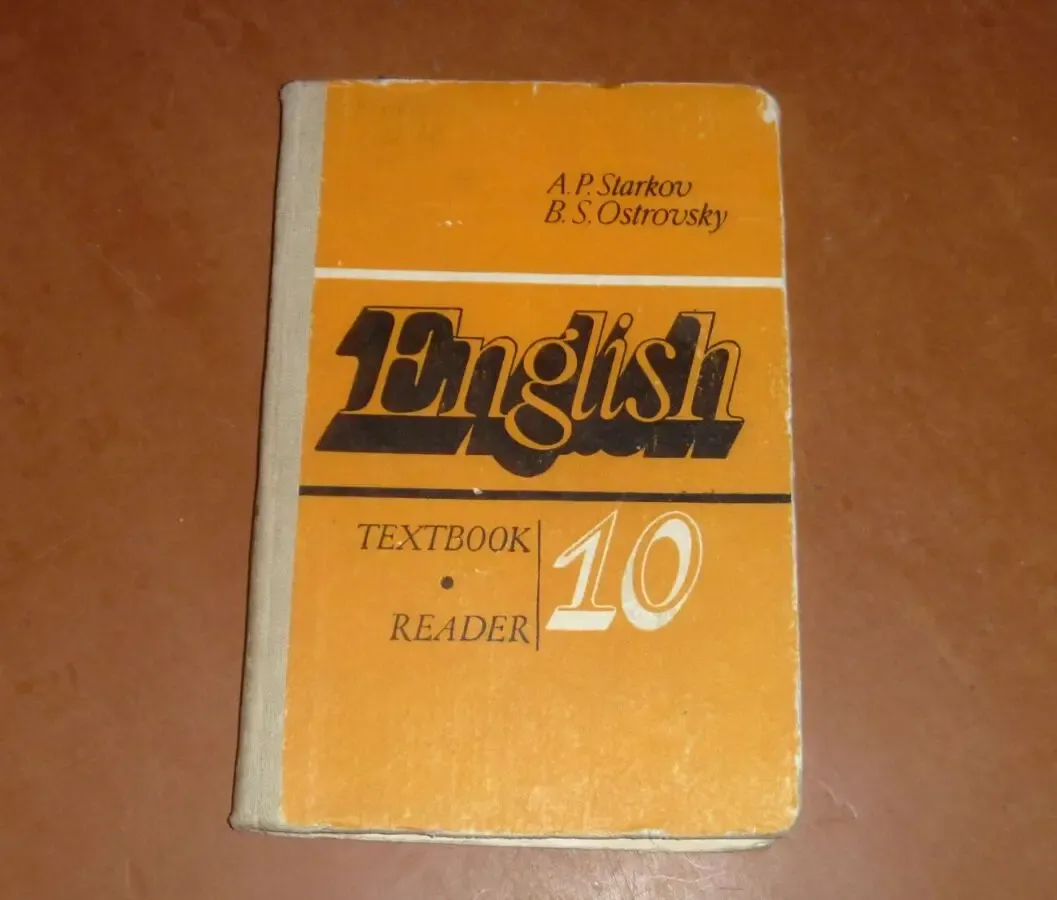 A. P. Starkov
B. S. Ostrovsky
English
TEXTBOOK
•
READER
10